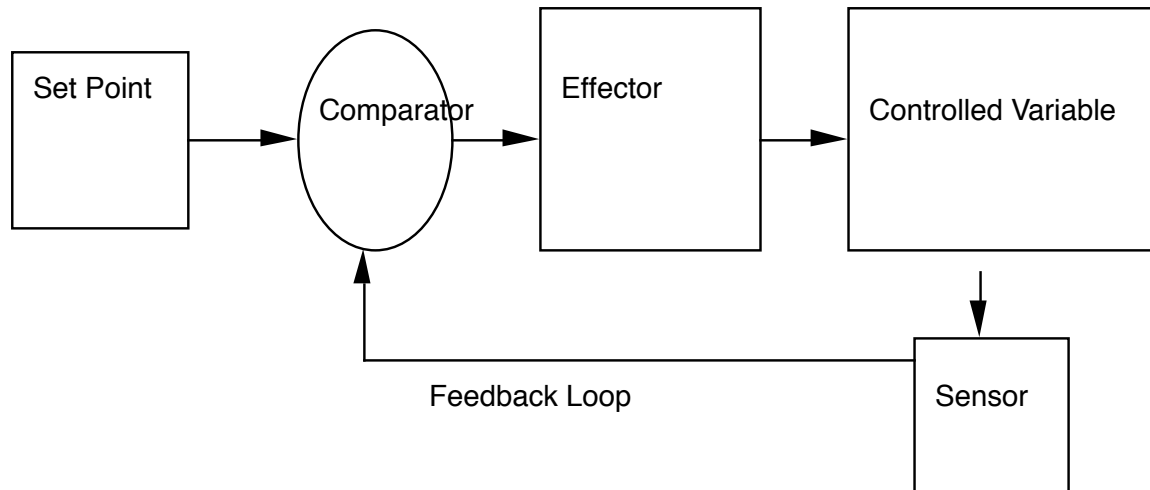 Set Point
Comparator
Effector
Controlled Variable
Feedback Loop
Sensor